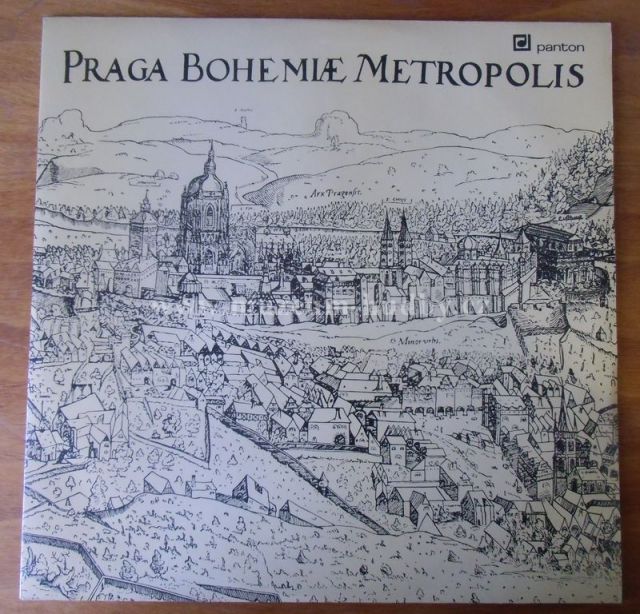 panton
PRAGA BOHEMIÆ METROPOLIS
Arx Pragensis